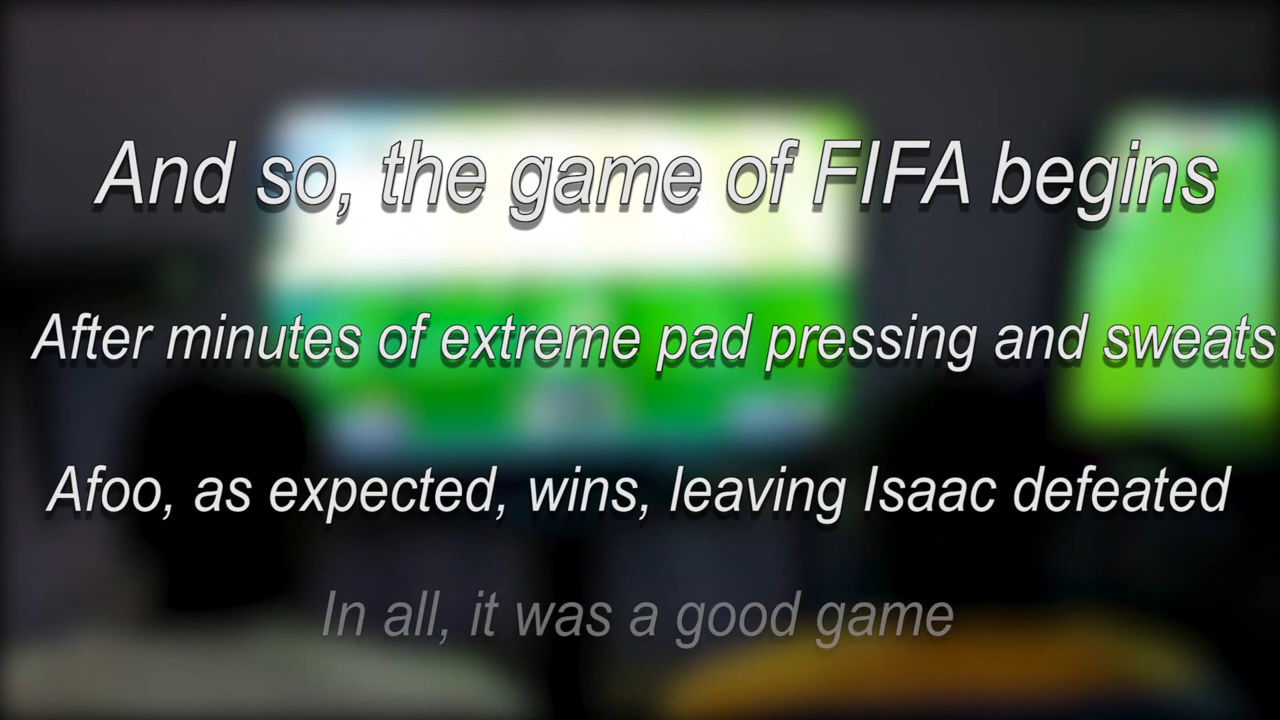 And so, the game of FIFA begins
After minutes of extreme pad pressing and sweats
Afoo, as expected, wins, leaving Isaac defeated
In all, it was a good game